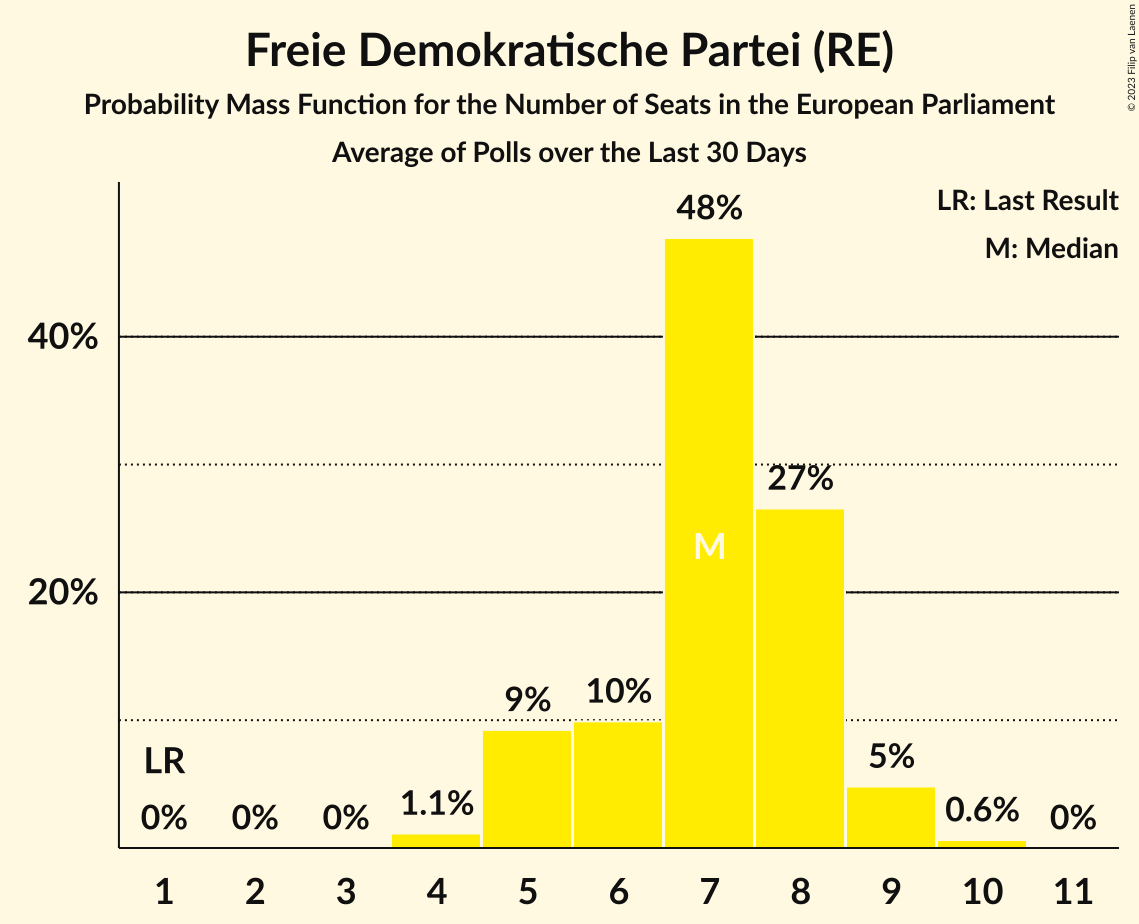 Freie Demokratische Partei (RE)
Probability Mass Function for the Number of Seats in the European Parliament
Average of Polls over the Last 30 Days
© 2023 Filip van Laenen
LR: Last Result
M: Median
48%
40%
27%
M
20%
9%
10%
LR
5%
0%
0%
0%
1.1%
0.6%
0%
1 2 3 4 5 6 7 8 9 10 11